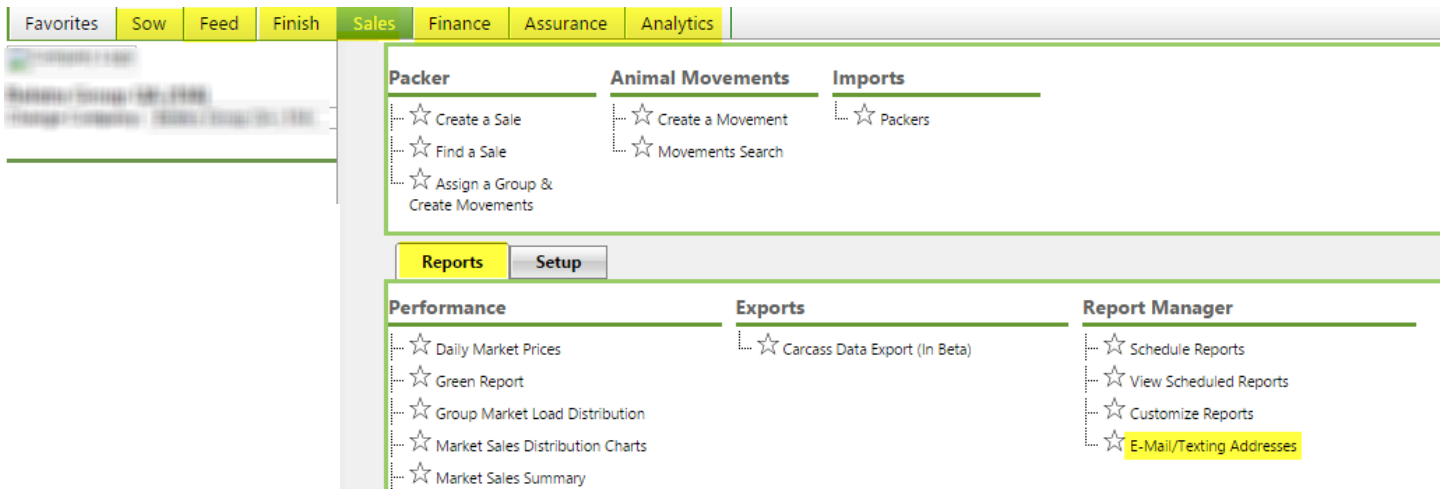 Favorites Sow Feed Finish Sales Finance Assurance Analytics
Packer Animal Movements Imports
Create a Sale Create a Movement Packers
Find a Sale Movements Search
Assign a Group &
Create Movements
Reports Setup
Performance Exports Report Manager
Daily Market Prices Carcass Data Export (In Beta) Schedule Reports
Green Report View Scheduled Reports
Group Market Load Distribution Customize Reports
Market Sales Distribution Charts E-Mail/Texting Addresses
Market Sales Summary